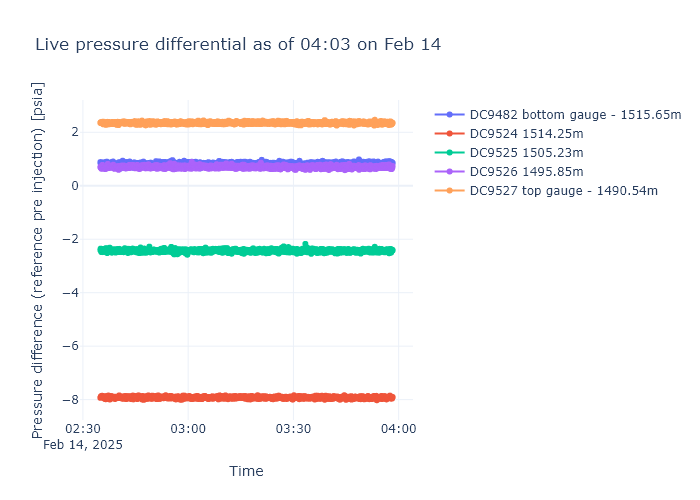 Live pressure differential as of 04:03 on Feb 14
Pressure difference (reference pre injection) [psia]
2
0
−2
−4
−6
−8
02:30
Feb 14, 2025
03:00
03:30
04:00
Time
DC9482 bottom gauge - 1515.65m
DC9524 1514.25m
DC9525 1505.23m
DC9526 1495.85m
DC9527 top gauge - 1490.54m